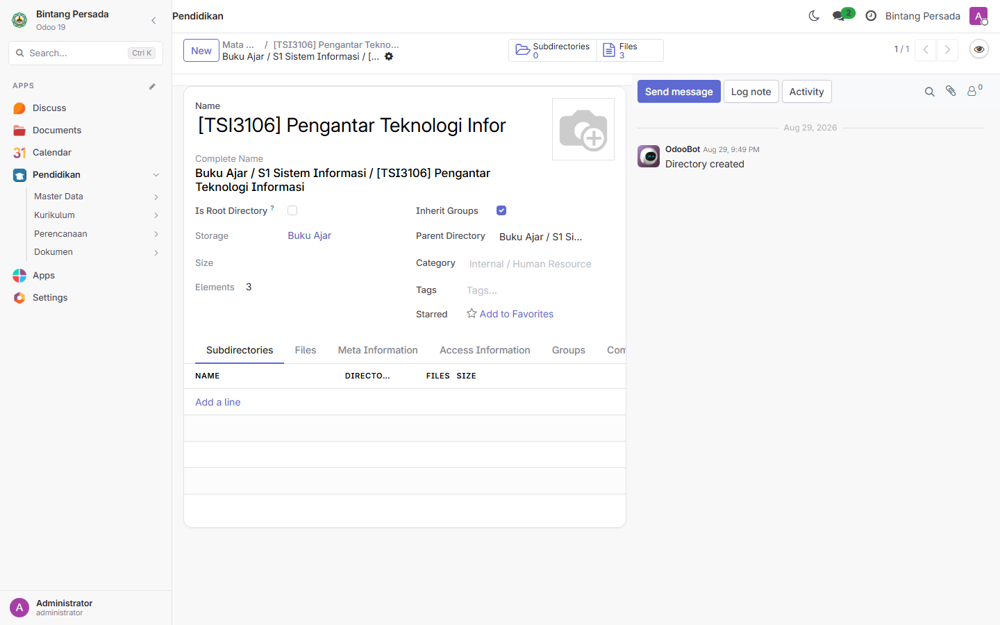 Bintang Persada
Odoo 19
Search...
Ctrl K
APPS
Discuss
Documents
31 Calendar
Pendidikan
Master Data
Kurikulum
Perencanaan
Dokumen
Apps
Settings
A
Administrator
administrator
Pendidikan
2
Bintang Persada
A
New
Mata ... / [TSI3106] Pengantar Tekno...
Buku Ajar / S1 Sistem Informasi / [...
Subdirectories
0
Files
3
1 / 1
Name
[TSI3106] Pengantar Teknologi Infor
Complete Name
Buku Ajar / S1 Sistem Informasi / [TSI3106] Pengantar
Teknologi Informasi
Is Root Directory ?
Storage Buku Ajar
Size
Elements 3
Inherit Groups
Parent Directory Buku Ajar / S1 Si...
Category Internal / Human Resource
Tags Tags...
Starred Add to Favorites
Subdirectories Files Meta Information Access Information Groups Com
NAME DIRECTO... FILES SIZE
Add a line
Send message Log note Activity
0
Aug 29, 2026
OdooBot Aug 29, 9:49 PM
Directory created